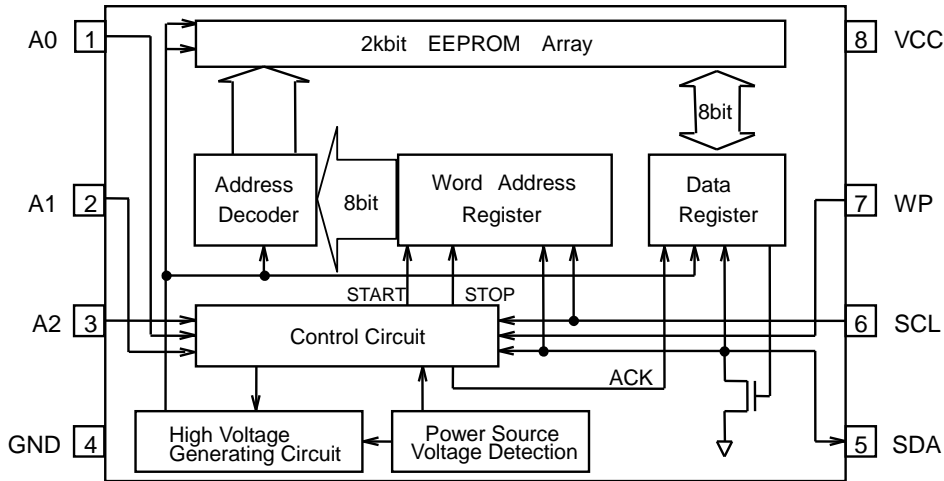 A0 1
2kbit EEPROM Array
8 VCC
8bit
A1 2
Address
Decoder
8bit
Word Address
Register
Data
Register
7 WP
START
STOP
A2 3
Control Circuit
6 SCL
ACK
GND 4
High Voltage
Generating Circuit
Power Source
Voltage Detection
5 SDA